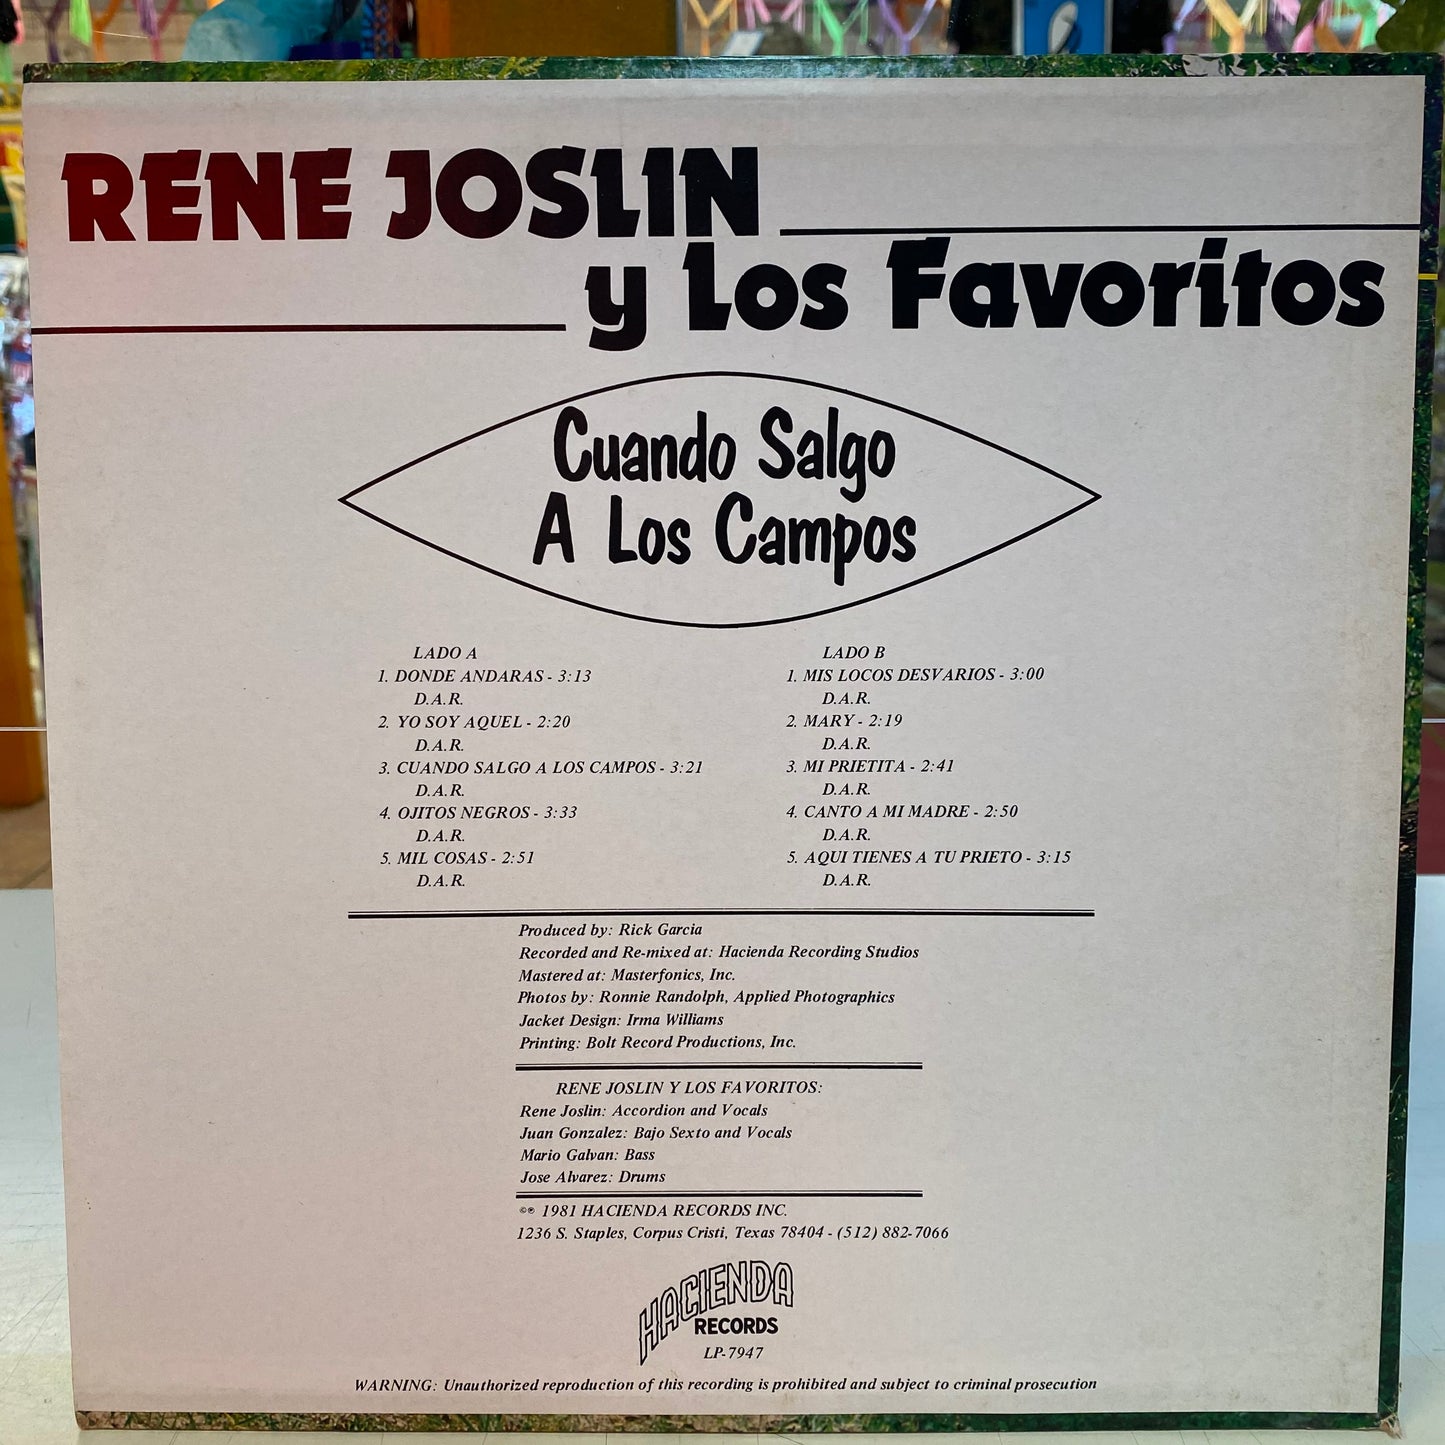 RENE JOSLIN
y Los Favoritos
Cuando Salgo
A Los Campos
LADO A
1. DONDE ANDARAS - 3:13
D.A.R.
2. YO SOY AQUEL - 2:20
D.A.R.
3. CUANDO SALGO A LOS CAMPOS - 3:21
D.A.R.
4. OJITOS NEGROS - 3:33
D.A.R.
5. MIL COSAS - 2:51
D.A.R.
LADO B
1. MIS LOCOS DESVARIOS - 3:00
D.A.R.
2. MARY - 2:19
D.A.R.
3. MI PRIETITA - 2:41
D.A.R.
4. CANTO A MI MADRE - 2:50
D.A.R.
5. AQUI TIENES A TU PRIETO - 3:15
D.A.R.
Produced by: Rick Garcia
Recorded and Re-mixed at: Hacienda Recording Studios
Mastered at: Masterfonics, Inc.
Photos by: Ronnie Randolph, Applied Photographics
Jacket Design: Irma Williams
Printing: Bolt Record Productions, Inc.
RENE JOSLIN Y LOS FAVORITOS:
Rene Joslin: Accordion and Vocals
Juan Gonzalez: Bajo Sexto and Vocals
Mario Galvan: Bass
Jose Alvarez: Drums
©℗ 1981 HACIENDA RECORDS INC.
1236 S. Staples, Corpus Cristi, Texas 78404 - (512) 882-7066
HACIENDA
RECORDS
LP-7947
WARNING: Unauthorized reproduction of this recording is prohibited and subject to criminal prosecution